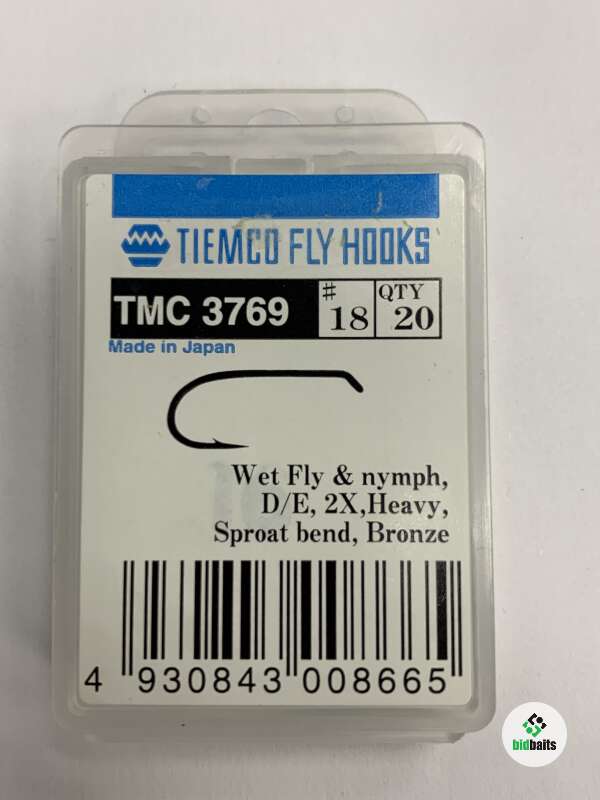 TIEMCO FLY HOOKS
TMC 3769 # 18 QTY 20
Made in Japan
Wet Fly & nymph,
D/E, 2X,Heavy,
Sproat bend, Bronze
4 930843 008665
bidbaits